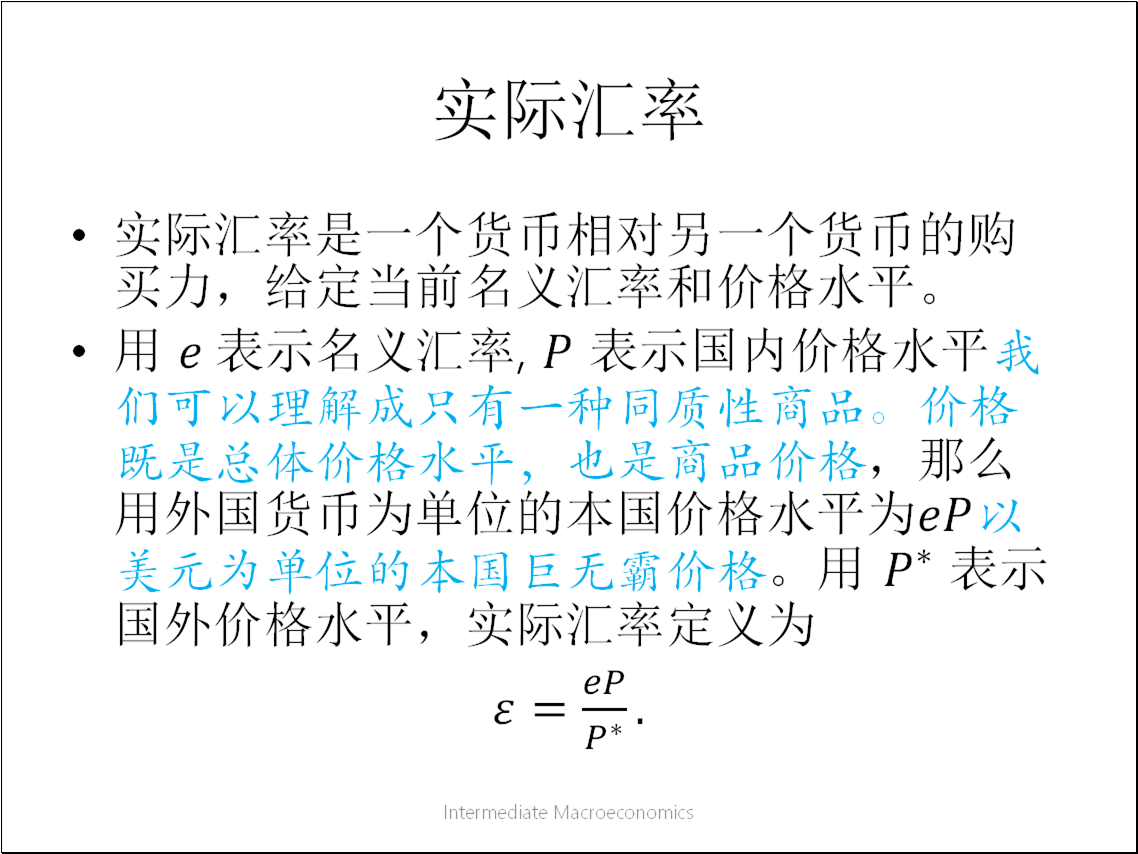 实际汇率
• 实际汇率是一个货币相对另一个货币的购
买力，给定当前名义汇率和价格水平。
• 用 e 表示名义汇率, P 表示国内价格水平我
们可以理解成只有一种同质性商品。价格
既是总体价格水平，也是商品价格，那么
用外国货币为单位的本国价格水平为eP以
美元为单位的本国巨无霸价格。用 P* 表示
国外价格水平，实际汇率定义为
ε = eP/P* .
Intermediate Macroeconomics